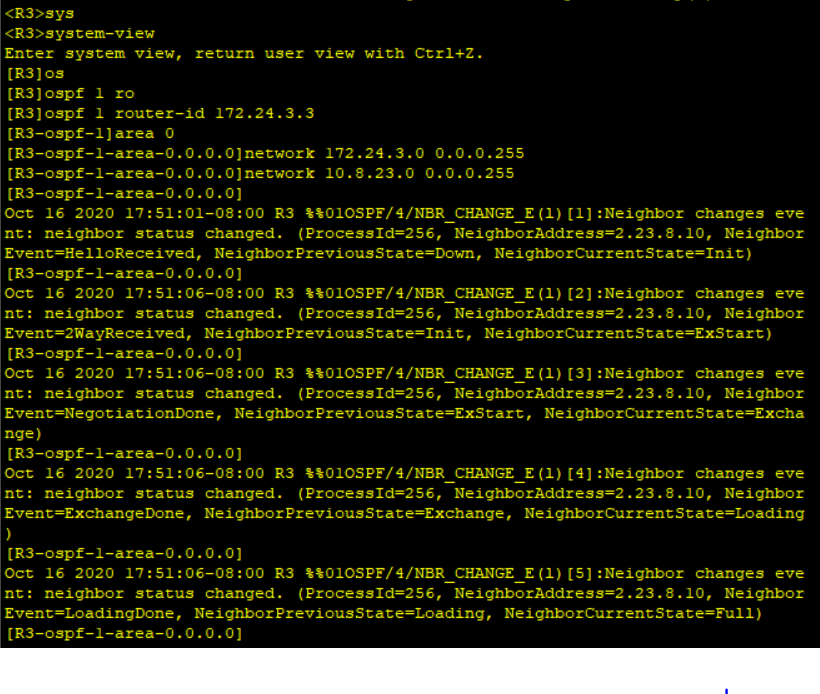 <R3>sys
<R3>system-view
Enter system view, return user view with Ctrl+Z.
[R3]os
[R3]ospf 1 ro
[R3]ospf 1 router-id 172.24.3.3
[R3-ospf-1]area 0
[R3-ospf-1-area-0.0.0.0]network 172.24.3.0 0.0.0.255
[R3-ospf-1-area-0.0.0.0]network 10.8.23.0 0.0.0.255
[R3-ospf-1-area-0.0.0.0]
Oct 16 2020 17:51:01-08:00 R3 %%01OSPF/4/NBR_CHANGE_E(l)[1]:Neighbor changes eve
nt: neighbor status changed. (ProcessId=256, NeighborAddress=2.23.8.10, Neighbor
Event=HelloReceived, NeighborPreviousState=Down, NeighborCurrentState=Init)
[R3-ospf-1-area-0.0.0.0]
Oct 16 2020 17:51:06-08:00 R3 %%01OSPF/4/NBR_CHANGE_E(l)[2]:Neighbor changes eve
nt: neighbor status changed. (ProcessId=256, NeighborAddress=2.23.8.10, Neighbor
Event=2WayReceived, NeighborPreviousState=Init, NeighborCurrentState=ExStart)
[R3-ospf-1-area-0.0.0.0]
Oct 16 2020 17:51:06-08:00 R3 %%01OSPF/4/NBR_CHANGE_E(l)[3]:Neighbor changes eve
nt: neighbor status changed. (ProcessId=256, NeighborAddress=2.23.8.10, Neighbor
Event=NegotiationDone, NeighborPreviousState=ExStart, NeighborCurrentState=Excha
nge)
[R3-ospf-1-area-0.0.0.0]
Oct 16 2020 17:51:06-08:00 R3 %%01OSPF/4/NBR_CHANGE_E(l)[4]:Neighbor changes eve
nt: neighbor status changed. (ProcessId=256, NeighborAddress=2.23.8.10, Neighbor
Event=ExchangeDone, NeighborPreviousState=Exchange, NeighborCurrentState=Loading
)
[R3-ospf-1-area-0.0.0.0]
Oct 16 2020 17:51:06-08:00 R3 %%01OSPF/4/NBR_CHANGE_E(l)[5]:Neighbor changes eve
nt: neighbor status changed. (ProcessId=256, NeighborAddress=2.23.8.10, Neighbor
Event=LoadingDone, NeighborPreviousState=Loading, NeighborCurrentState=Full)
[R3-ospf-1-area-0.0.0.0]